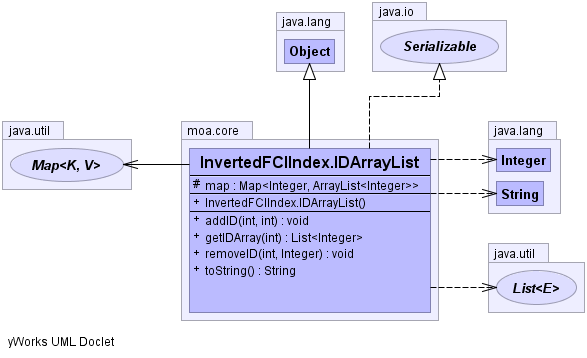 java.lang
Object
java.io
Serializable
java.util
Map<K, V>
moa.core
InvertedFCIIndex.IDArrayList
# map : Map<Integer, ArrayList<Integer>>
+ InvertedFCIIndex.IDArrayList()
+ addID(int, int) : void
+ getIDArray(int) : List<Integer>
+ removeID(int, Integer) : void
+ toString() : String
java.lang
Integer
String
java.util
List<E>
yWorks UML Doclet